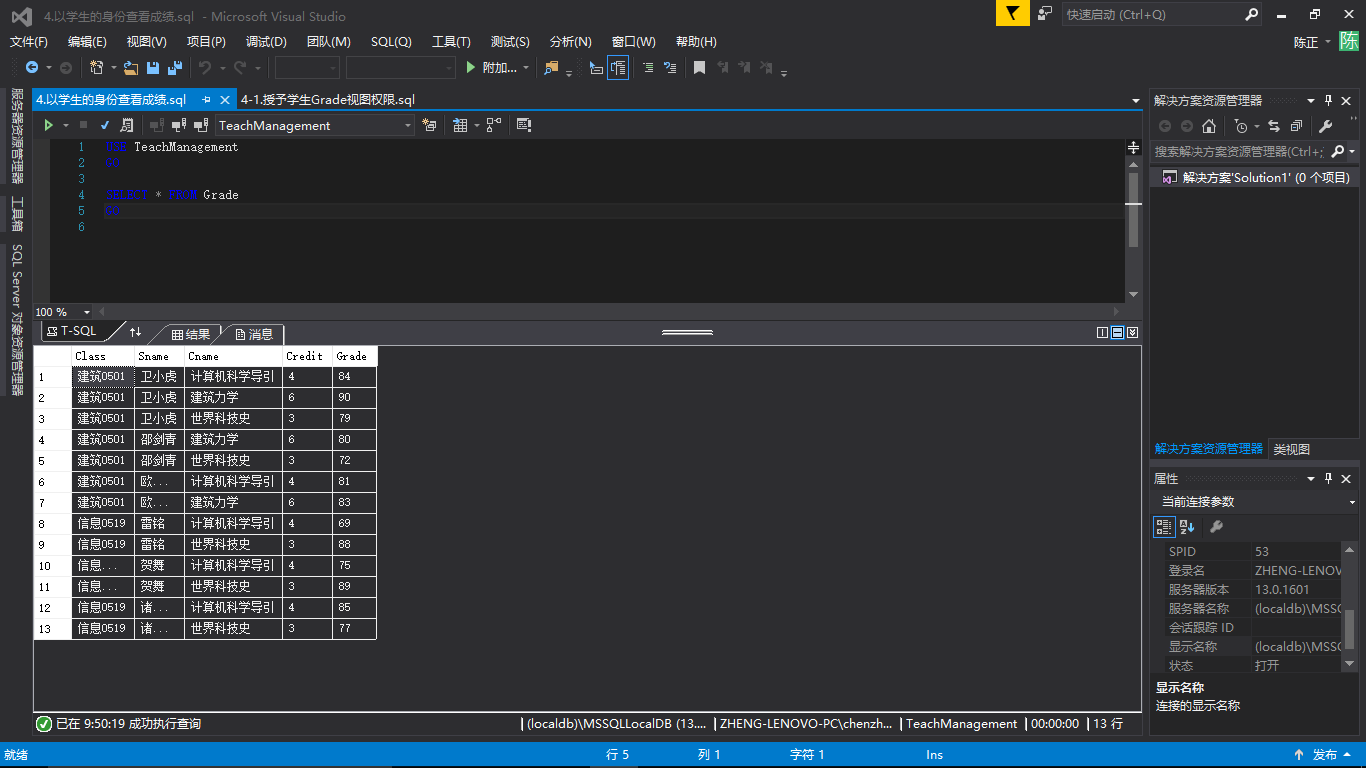 4.以学生的身份查看成绩.sql - Microsoft Visual Studio
快速启动 (Ctrl+Q)
文件(F) 编辑(E) 视图(V) 项目(P) 调试(D) 团队(M) SQL(Q) 工具(T) 测试(S) 分析(N) 窗口(W) 帮助(H)
陈正 陈
附加...
服务器资源管理器
工具箱
SQL Server 对象资源管理器
4.以学生的身份查看成绩.sql 4-1.授予学生Grade视图权限.sql
TeachManagement
1 USE TeachManagement
2 GO
3
4 SELECT * FROM Grade
5 GO
6
100 %
T-SQL 结果 消息
Class Sname Cname Credit Grade
1 建筑0501 卫小虎 计算机科学导引 4 84
2 建筑0501 卫小虎 建筑力学 6 90
3 建筑0501 卫小虎 世界科技史 3 79
4 建筑0501 邵剑青 建筑力学 6 80
5 建筑0501 邵剑青 世界科技史 3 72
6 建筑0501 欧... 计算机科学导引 4 81
7 建筑0501 欧... 建筑力学 6 83
8 信息0519 雷铭 计算机科学导引 4 69
9 信息0519 雷铭 世界科技史 3 88
10 信息... 贺舞 计算机科学导引 4 75
11 信息... 贺舞 世界科技史 3 89
12 信息0519 诸... 计算机科学导引 4 85
13 信息0519 诸... 世界科技史 3 77
已在 9:50:19 成功执行查询
(localdb)\MSSQLLocalDB (13.... ZHENG-LENOVO-PC\chenzh... TeachManagement 00:00:00 13 行
解决方案资源管理器
搜索解决方案资源管理器(Ctrl+;
解决方案'Solution1' (0 个项目)
解决方案资源管理器 类视图
属性
当前连接参数
SPID 53
登录名 ZHENG-LENOVO
服务器版本 13.0.1601
服务器名称 (localdb)\MSSQ
会话跟踪 ID
显示名称 (localdb)\MSSQ
状态 打开
显示名称
连接的显示名称
就绪 行 5 列 1 字符 1 Ins 发布